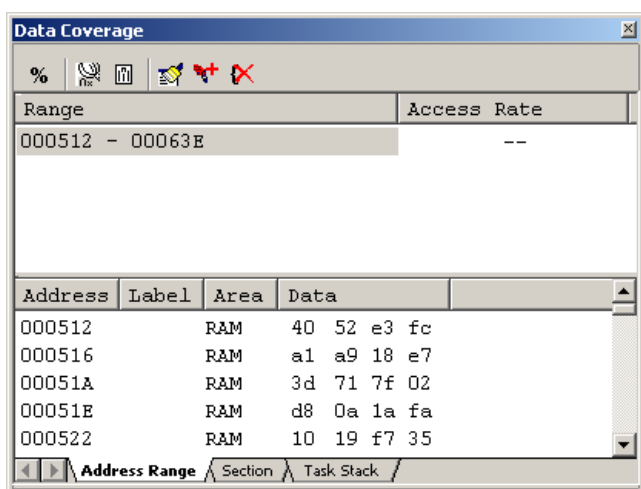 Data Coverage
%
Range Access Rate
000512 - 00063E --
Address Label Area Data
000512 RAM 40 52 e3 fc
000516 RAM a1 a9 18 e7
00051A RAM 3d 71 7f 02
00051E RAM d8 0a 1a fa
000522 RAM 10 19 f7 35
Address Range Section Task Stack